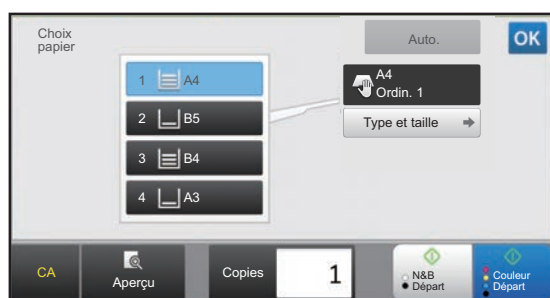 Choix
papier
Auto.
OK
1 A4
2 B5
3 B4
4 A3
A4
Ordin. 1
Type et taille
CA
Aperçu
Copies
1
N&B
Départ
Couleur
Départ